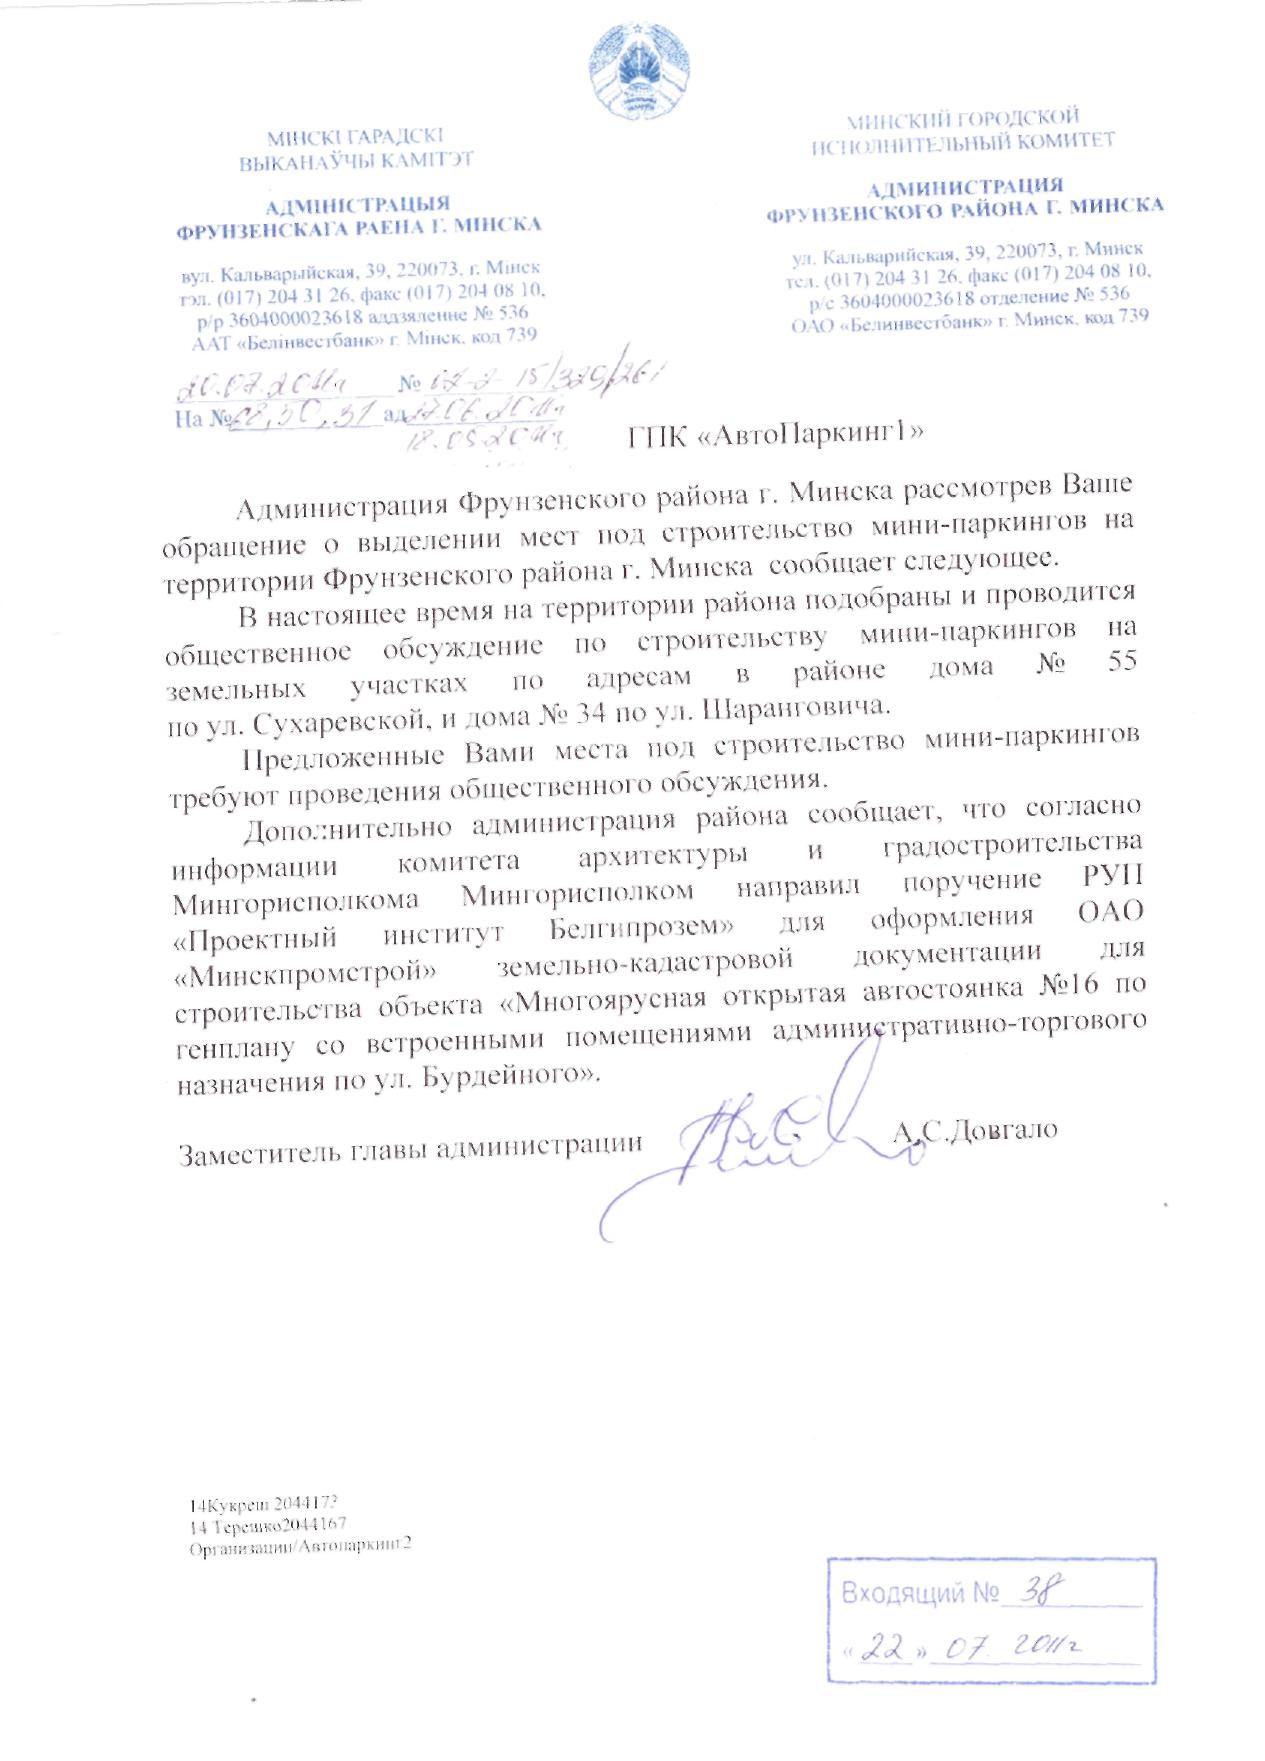 МІНСКІ ГАРАДСКІ
ВЫКАНАЎЧЫ КАМІТЭТ
АДМІНІСТРАЦЫЯ
ФРУНЗЕНСКАГА РАЕНА Г. МІНСКА
вул. Кальварыйская, 39, 220073, г. Мінск
тэл. (017) 204 31 26, факс (017) 204 08 10,
р/р 3604000023618 аддзяленне № 536
ААТ «Белінвестбанк» г. Мінск, код 739
МИНСКИЙ ГОРОДСКОЙ
ИСПОЛНИТЕЛЬНЫЙ КОМИТЕТ
АДМИНИСТРАЦИЯ
ФРУНЗЕНСКОГО РАЙОНА Г. МИНСКА
ул. Кальварийская, 39, 220073, г. Минск
тел. (017) 204 31 26, факс (017) 204 08 10,
р/с 3604000023618 отделение № 536
ОАО «Белинвестбанк» г. Минск, код 739
20.07.2011г № 15/329/261
На № 30, 31 ад 2011г
18.05.2011г
ГПК «АвтоПаркинг1»
Администрация Фрунзенского района г. Минска рассмотрев Ваше
обращение о выделении мест под строительство мини-паркингов на
территории Фрунзенского района г. Минска сообщает следующее.
В настоящее время на территории района подобраны и проводится
общественное обсуждение по строительству мини-паркингов на
земельных участках по адресам в районе дома № 55
по ул. Сухаревской, и дома № 34 по ул. Шаранговича.
Предложенные Вами места под строительство мини-паркингов
требуют проведения общественного обсуждения.
Дополнительно администрация района сообщает, что согласно
информации комитета архитектуры и градостроительства
Мингорисполкома Мингорисполком направил поручение РУП
«Проектный институт Белгипрозем» для оформления ОАО
«Минскпромстрой» земельно-кадастровой документации для
строительства объекта «Многоярусная открытая автостоянка №16 по
генплану со встроенными помещениями административно-торгового
назначения по ул. Бурдейного».
Заместитель главы администрации А.С.Довгало
14Кукреш
14 Терешко2044167
Организации/Автопаркинг2
Входящий № 38
«22» 07 2011г